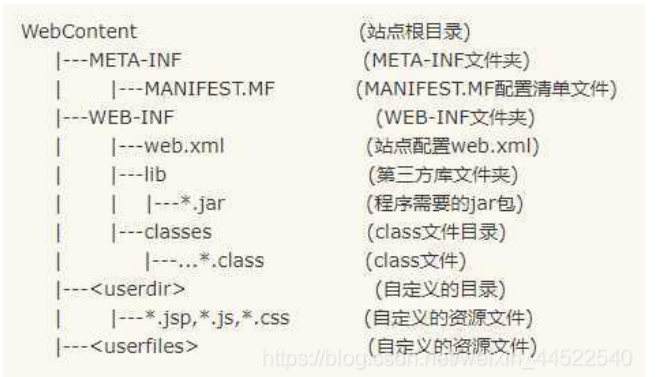 WebContent (站点根目录)
|---META-INF (META-INF文件夹)
| |---MANIFEST.MF (MANIFEST.MF配置清单文件)
|---WEB-INF (WEB-INF文件夹)
| |---web.xml (站点配置web.xml)
| |---lib (第三方库文件夹)
| | |---*.jar (程序需要的jar包)
| |---classes (class文件目录)
| |---...*.class (class文件)
|---<userdir> (自定义的目录)
| |---*.jsp,*.js,*.css (自定义的资源文件)
|---<userfiles> (自定义的资源文件)
https://blog.csdn.net/weixin_44522540